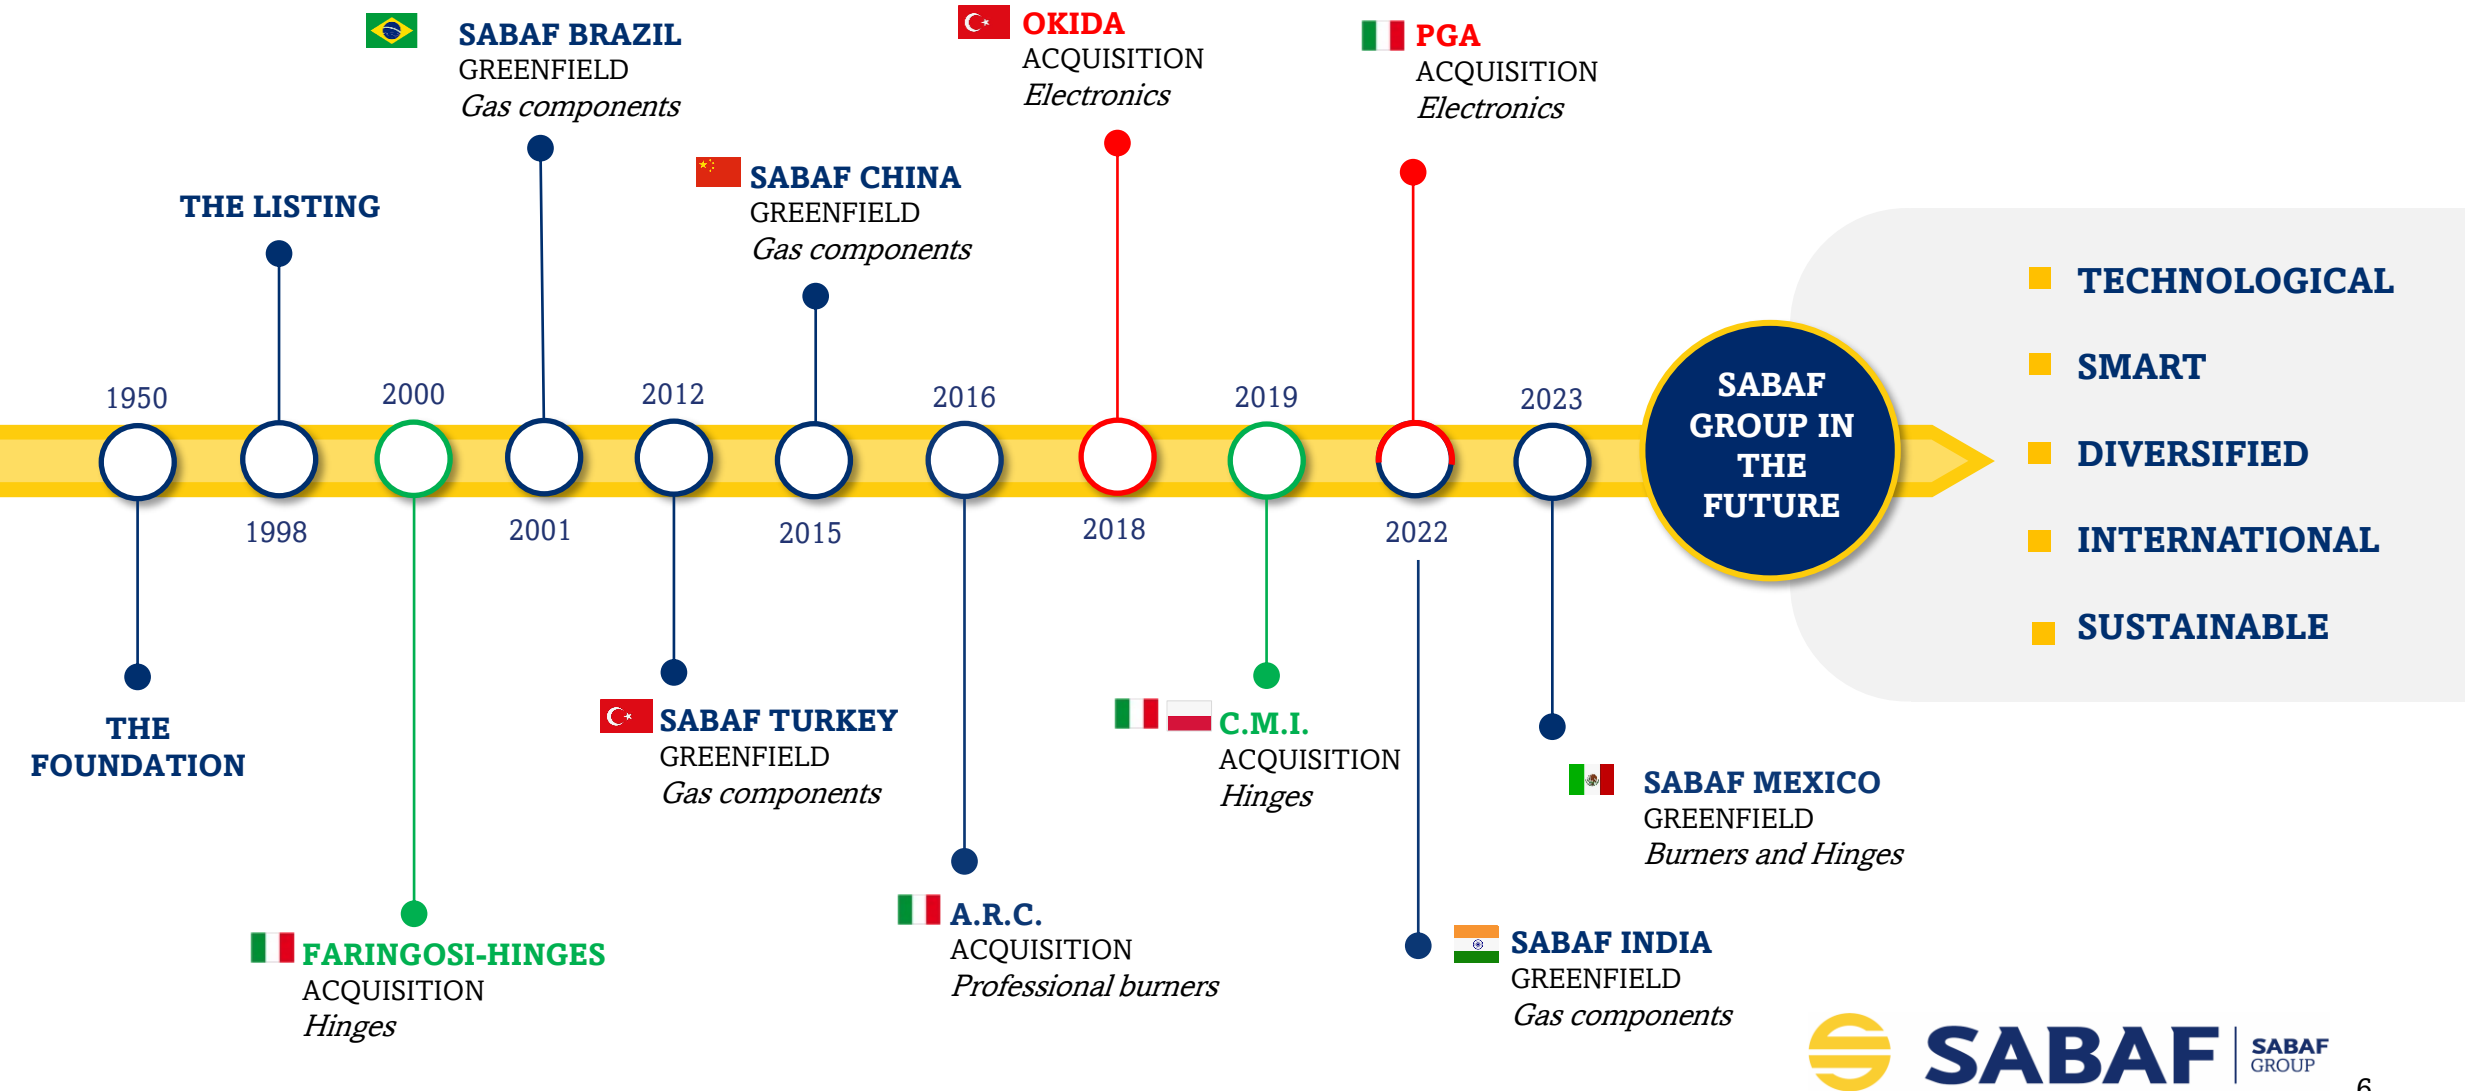 SABAF BRAZIL
GREENFIELD
Gas components
OKIDA
ACQUISITION
Electronics
PGA
ACQUISITION
Electronics
THE LISTING
SABAF CHINA
GREENFIELD
Gas components
1950
2000
2012
2016
2019
2023
1998
2001
2015
2018
2022
SABAF
GROUP IN
THE
FUTURE
TECHNOLOGICAL
SMART
DIVERSIFIED
INTERNATIONAL
SUSTAINABLE
THE
FOUNDATION
SABAF TURKEY
GREENFIELD
Gas components
C.M.I.
ACQUISITION
Hinges
SABAF MEXICO
GREENFIELD
Burners and Hinges
FARINGOSI-HINGES
ACQUISITION
Hinges
A.R.C.
ACQUISITION
Professional burners
SABAF INDIA
GREENFIELD
Gas components
SABAF
SABAF
GROUP
6